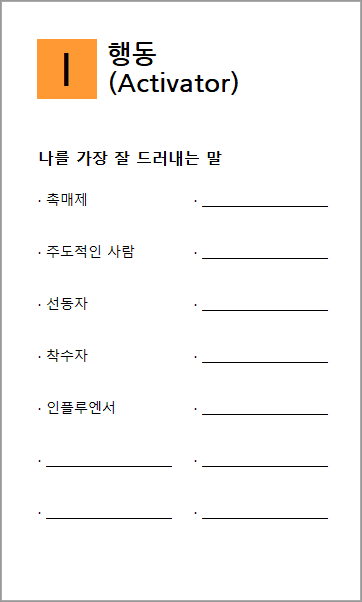 I
행동
(Activator)
나를 가장 잘 드러내는 말
· 촉매제 ·
· 주도적인 사람 ·
· 선동자 ·
· 착수자 ·
· 인플루엔서 ·
· ·
· ·